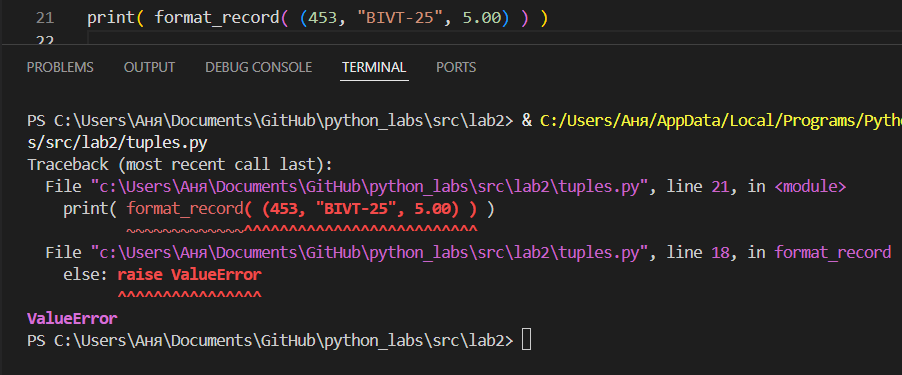 21 print( format_record( (453, "BIVT-25", 5.00) ) )
22
PROBLEMS OUTPUT DEBUG CONSOLE TERMINAL PORTS
PS C:\Users\Аня\Documents\GitHub\python_labs\src\lab2> & C:/Users/Аня/AppData/Local/Programs/Pytho
s/src/lab2/tuples.py
Traceback (most recent call last):
  File "c:\Users\Аня\Documents\GitHub\python_labs\src\lab2\tuples.py", line 21, in <module>
    print( format_record( (453, "BIVT-25", 5.00) ) )
           ~~~~~~~~~~~~~^^^^^^^^^^^^^^^^^^^^^^^^^^
  File "c:\Users\Аня\Documents\GitHub\python_labs\src\lab2\tuples.py", line 18, in format_record
    else: raise ValueError
          ^^^^^^^^^^^^^^^^
ValueError
PS C:\Users\Аня\Documents\GitHub\python_labs\src\lab2>